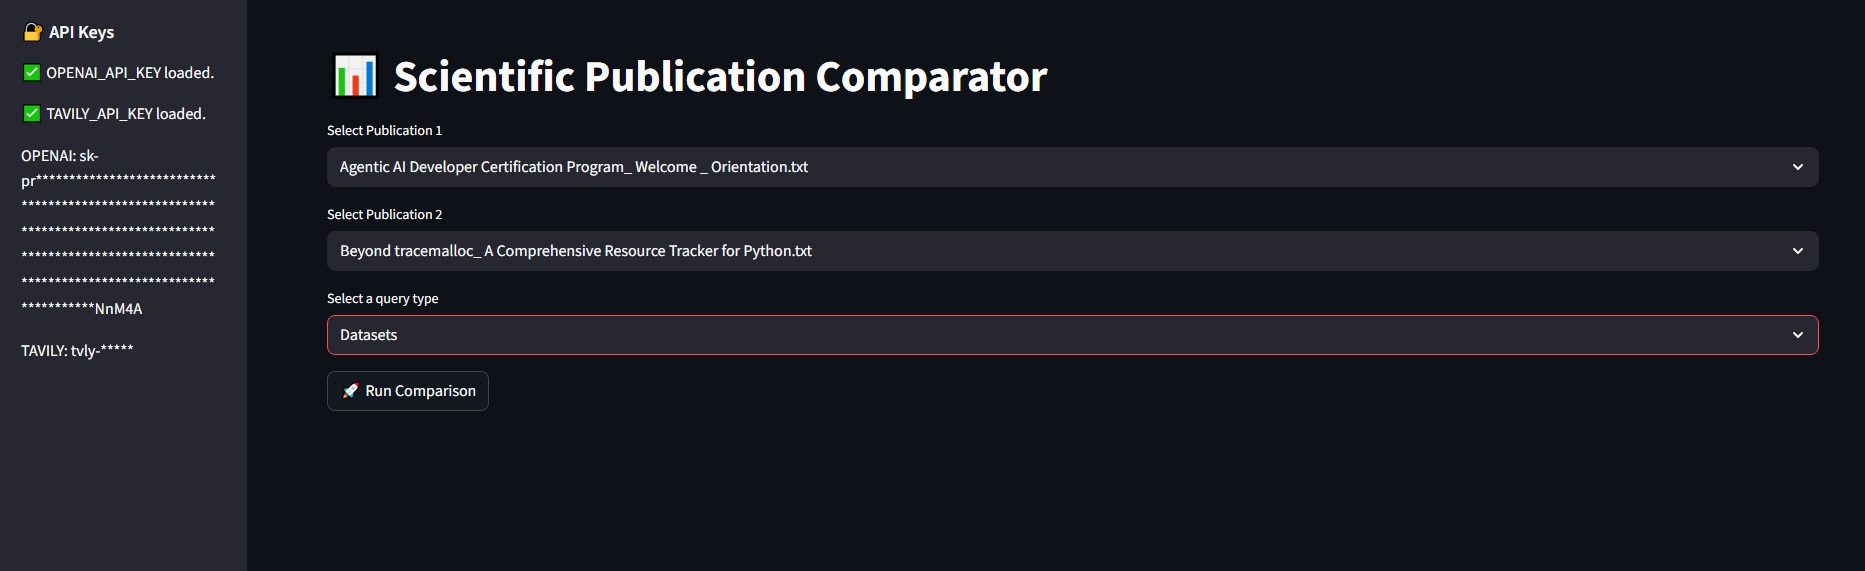 API Keys
OPENAI_API_KEY loaded.
TAVILY_API_KEY loaded.
OPENAI: sk-
pr***************************
*****************************
*****************************
*****************************
*****************************
***********NnM4A
TAVILY: tvly-*****
Scientific Publication Comparator
Select Publication 1
Agentic AI Developer Certification Program_ Welcome _ Orientation.txt
Select Publication 2
Beyond tracemalloc_ A Comprehensive Resource Tracker for Python.txt
Select a query type
Datasets
Run Comparison